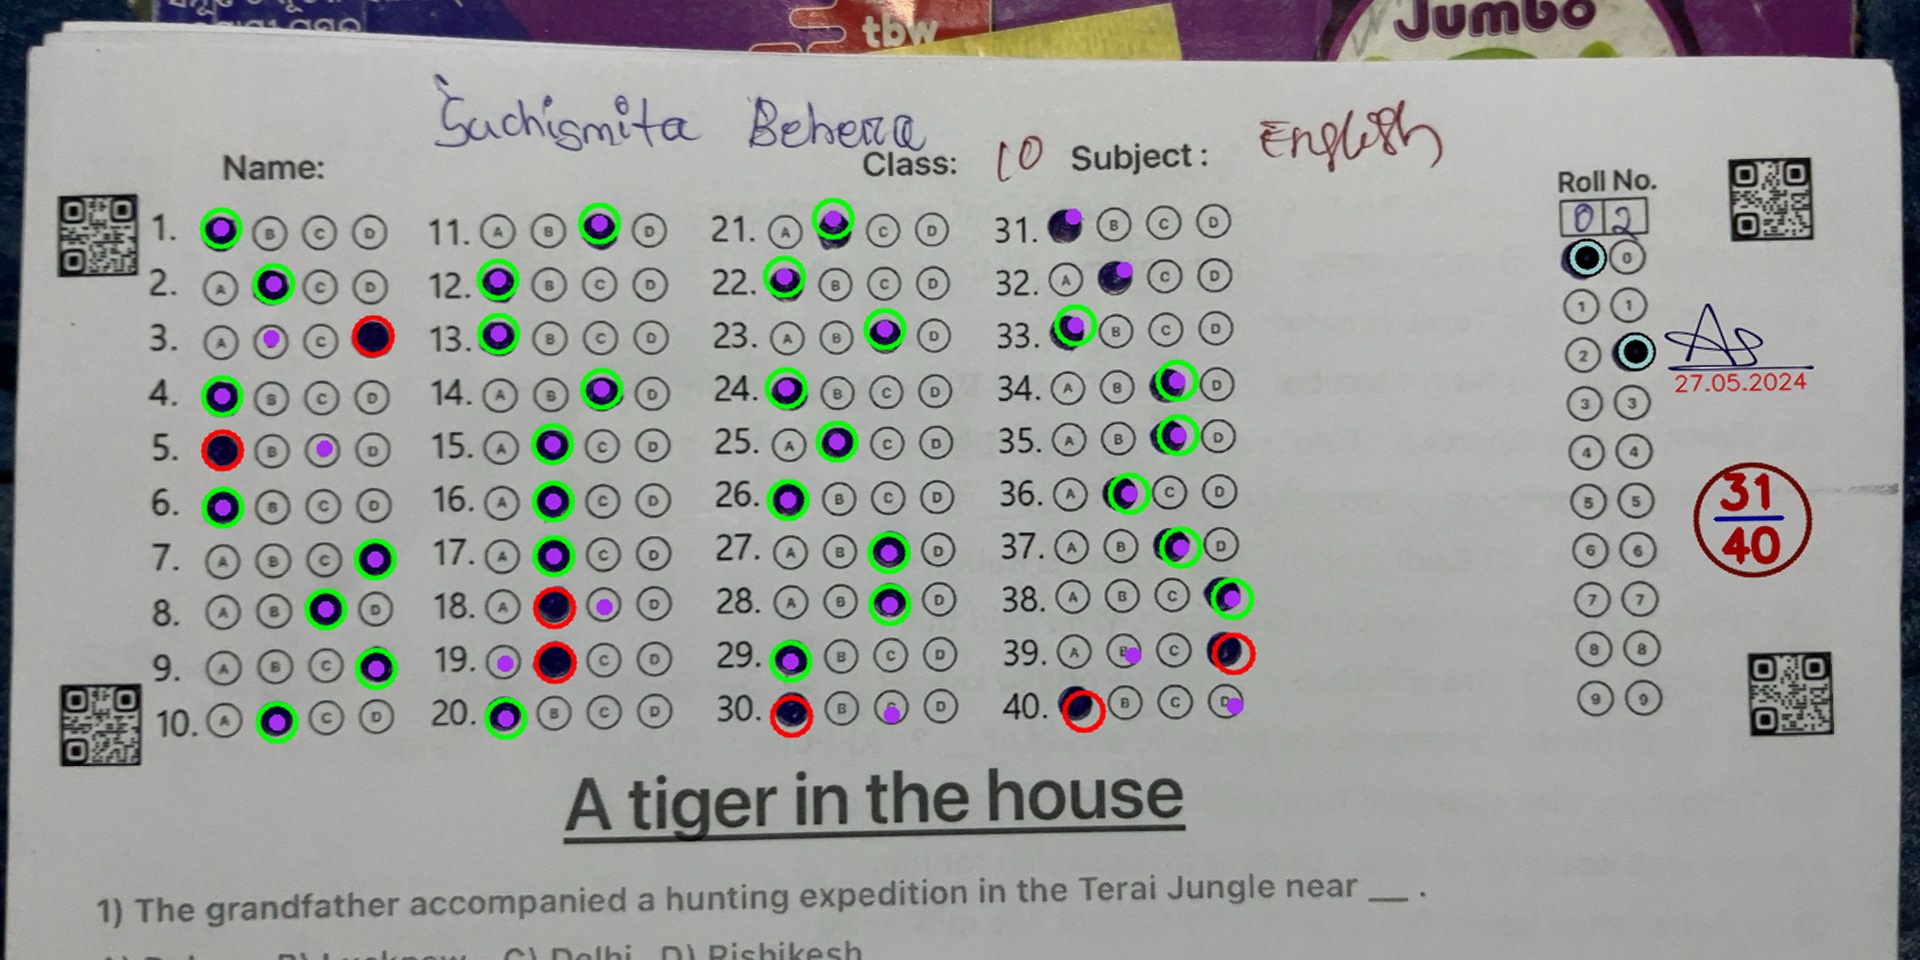 tbw
Jumbo
Suchismita Behera
Name: Class: 10 Subject: English
Roll No.
0 2
1. A B C D 11. A B C D 21. A B C D 31. A B C D 0 0
2. A B C D 12. A B C D 22. A B C D 32. A B C D 1 1
3. A B C D 13. A B C D 23. A B C D 33. A B C D 2 2
27.05.2024
4. A B C D 14. A B C D 24. A B C D 34. A B C D 3 3
5. A B C D 15. A B C D 25. A B C D 35. A B C D 4 4
6. A B C D 16. A B C D 26. A B C D 36. A B C D 5 5
31
40
7. A B C D 17. A B C D 27. A B C D 37. A B C D 6 6
8. A B C D 18. A B C D 28. A B C D 38. A B C D 7 7
9. A B C D 19. A B C D 29. A B C D 39. A B C D 8 8
10. A B C D 20. A B C D 30. A B C D 40. A B C D 9 9
A tiger in the house
1) The grandfather accompanied a hunting expedition in the Terai Jungle near __ .
B) Lucknow C) Delhi D) Rishikesh